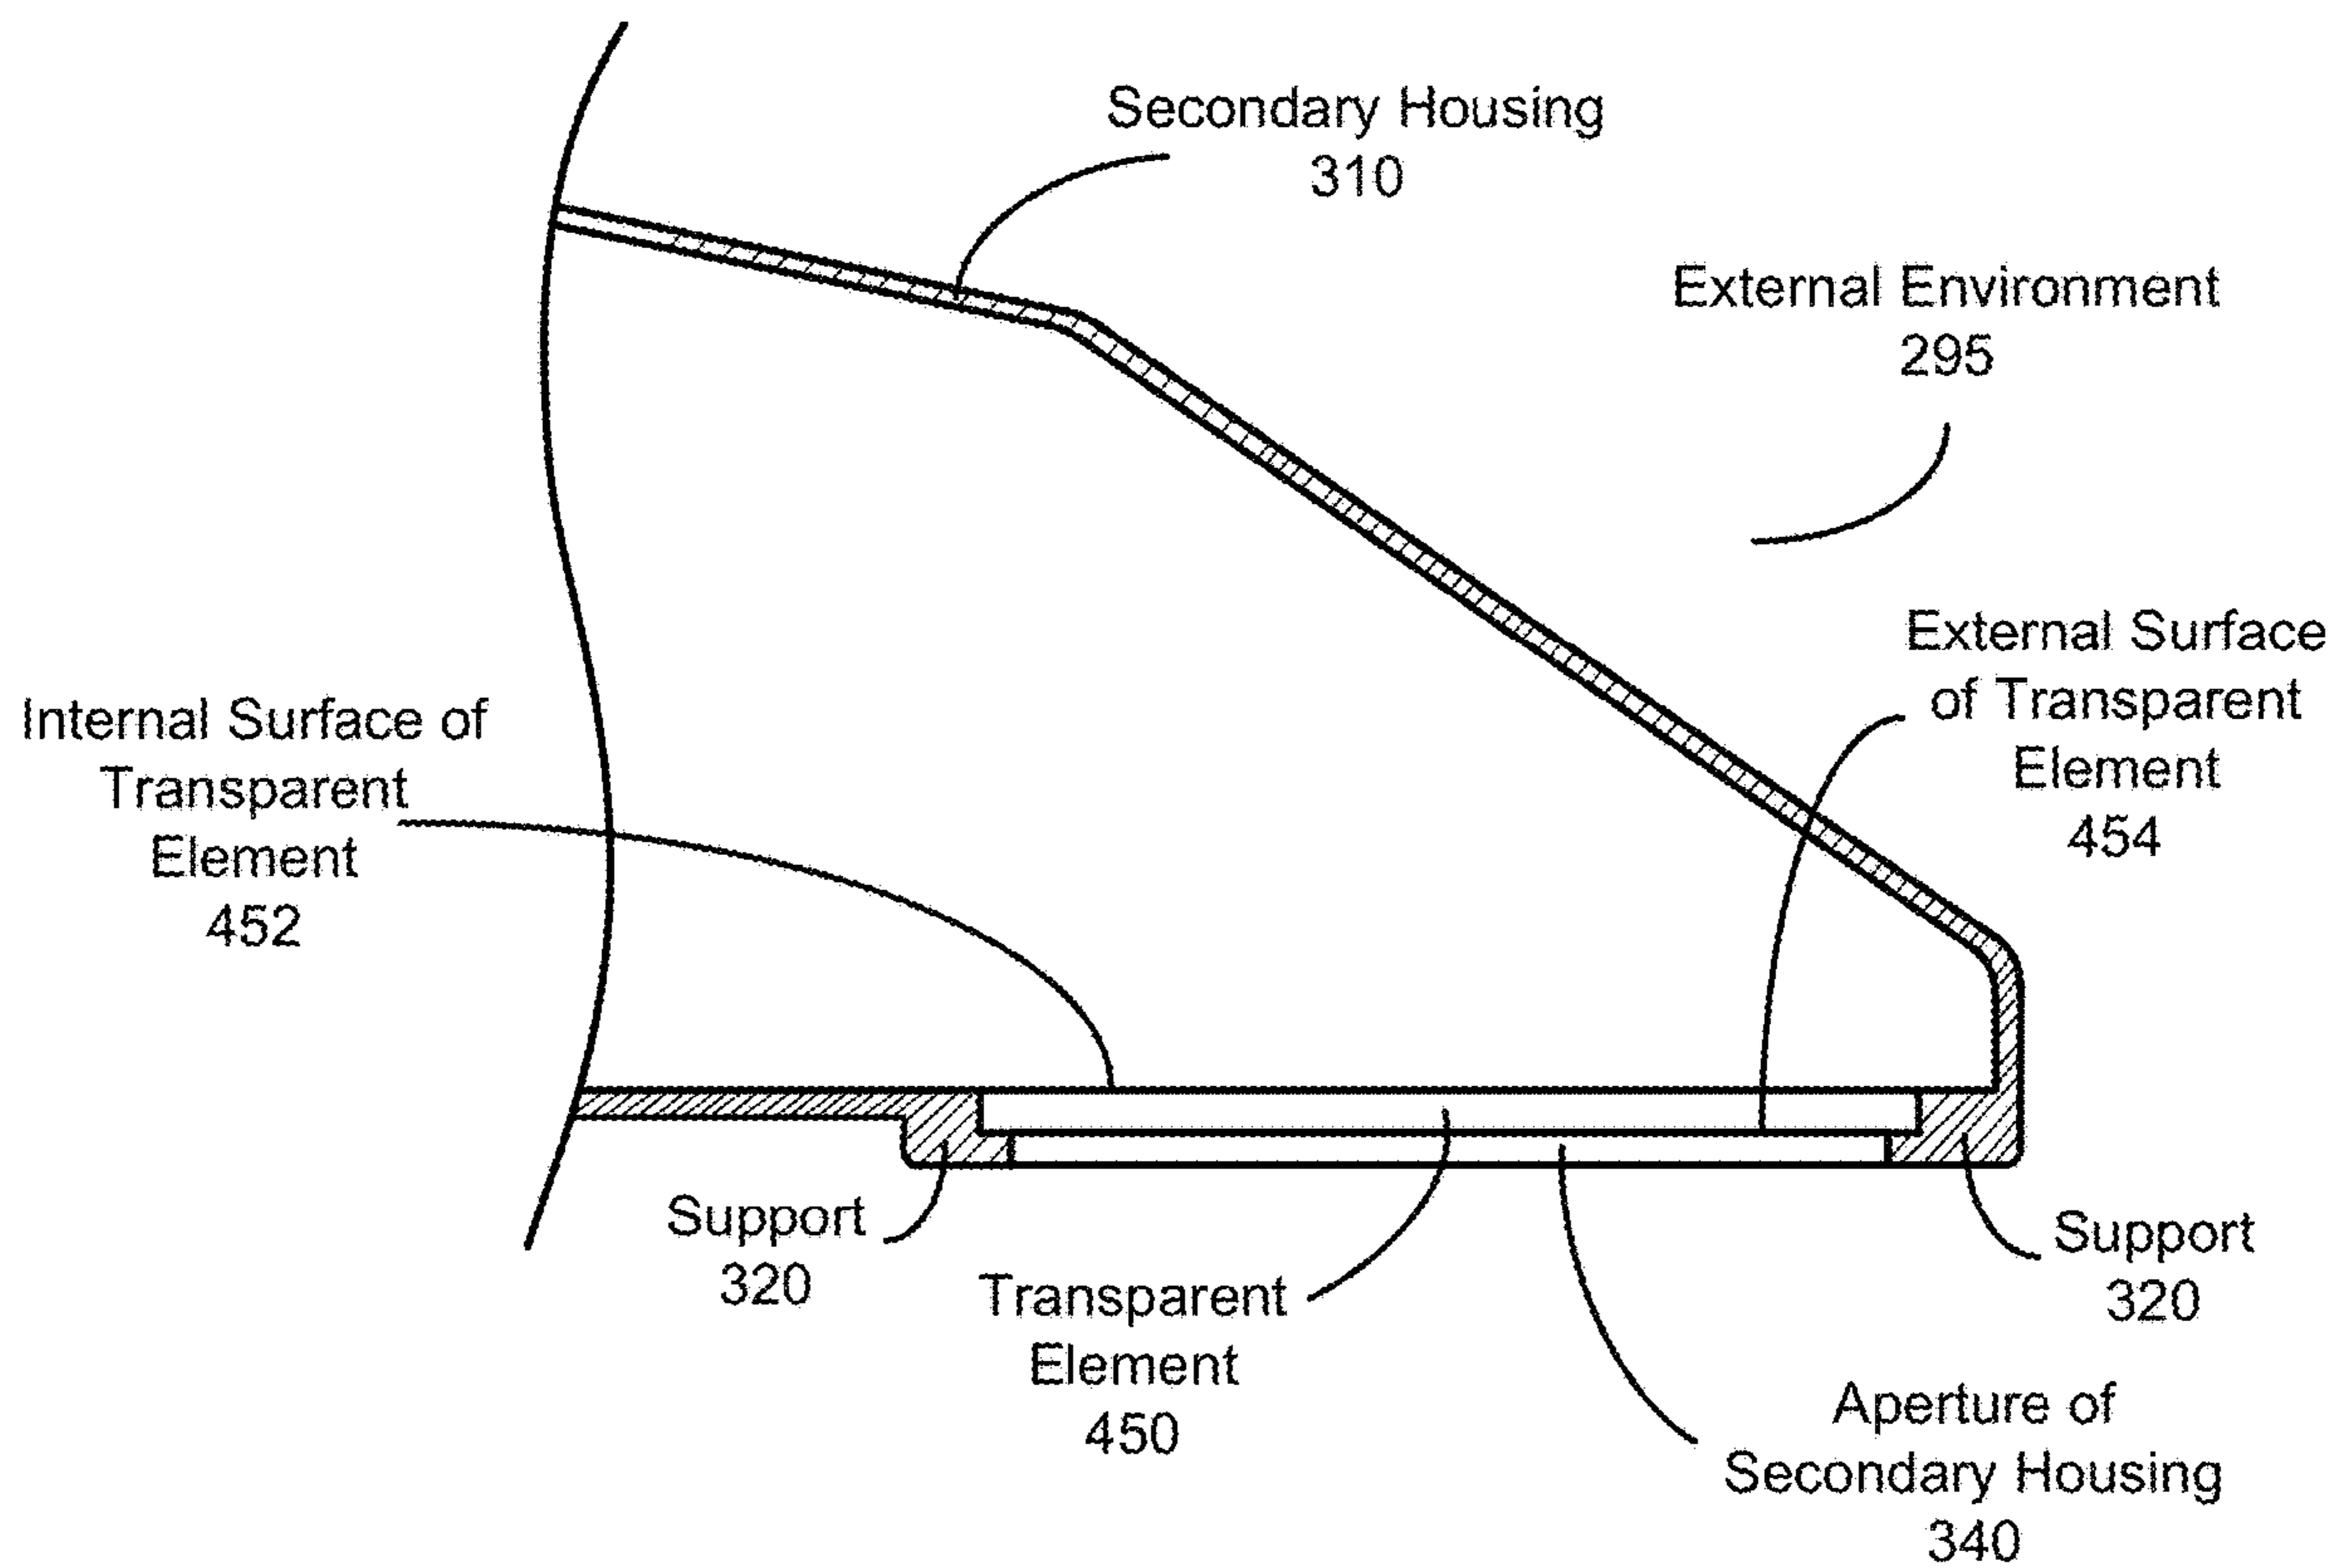 Secondary Housing
310
External Environment
295
External Surface
of Transparent
Element
454
Internal Surface of
Transparent
Element
452
Support
320
Transparent
Element
450
Support
320
Aperture of
Secondary Housing
340